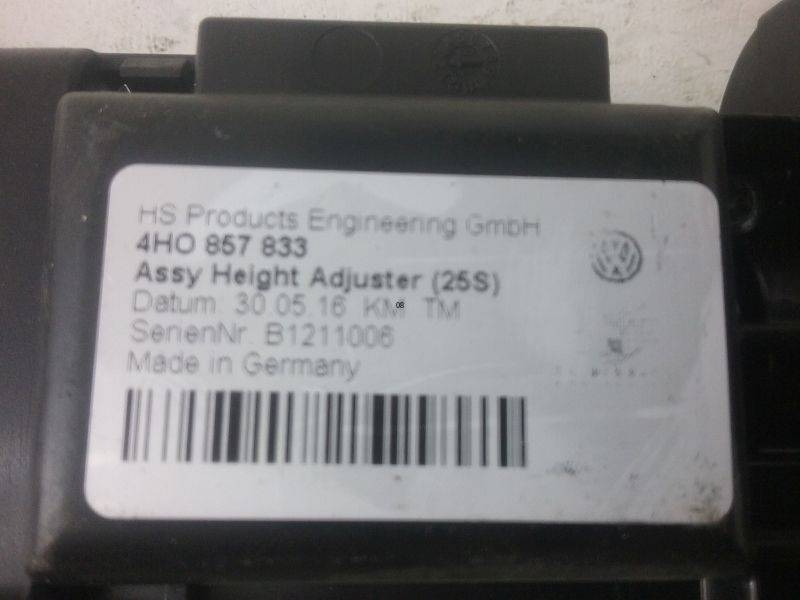 HS Products Engineering GmbH
4H0 857 833
Assy Height Adjuster (25S)
Datum. 30.05.16 KM 08 TM
SerienNr. B1211006
Made in Germany